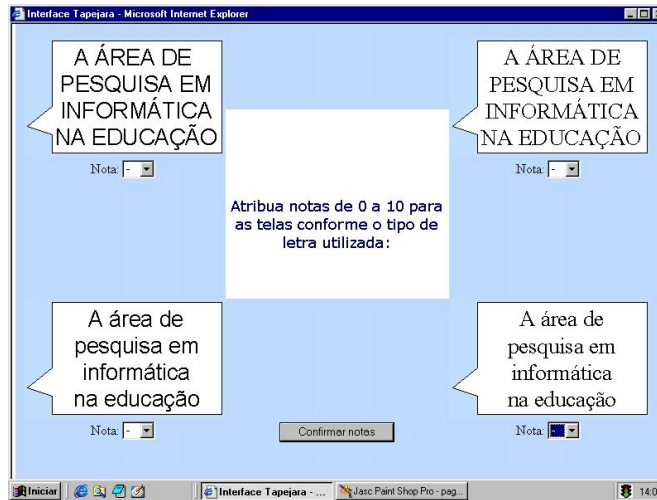 Interface Tapejara - Microsoft Internet Explorer
A ÁREA DE
PESQUISA EM
INFORMÁTICA
NA EDUCAÇÃO
Nota: -
A ÁREA DE
PESQUISA EM
INFORMÁTICA
NA EDUCAÇÃO
Nota: -
Atribua notas de 0 a 10 para
as telas conforme o tipo de
letra utilizada:
A área de
pesquisa em
informática
na educação
Nota: -
A área de
pesquisa em
informática
na educação
Nota: -
Confirmar notas
Iniciar
Interface Tapejara - ...
Jasc Paint Shop Pro - pag...